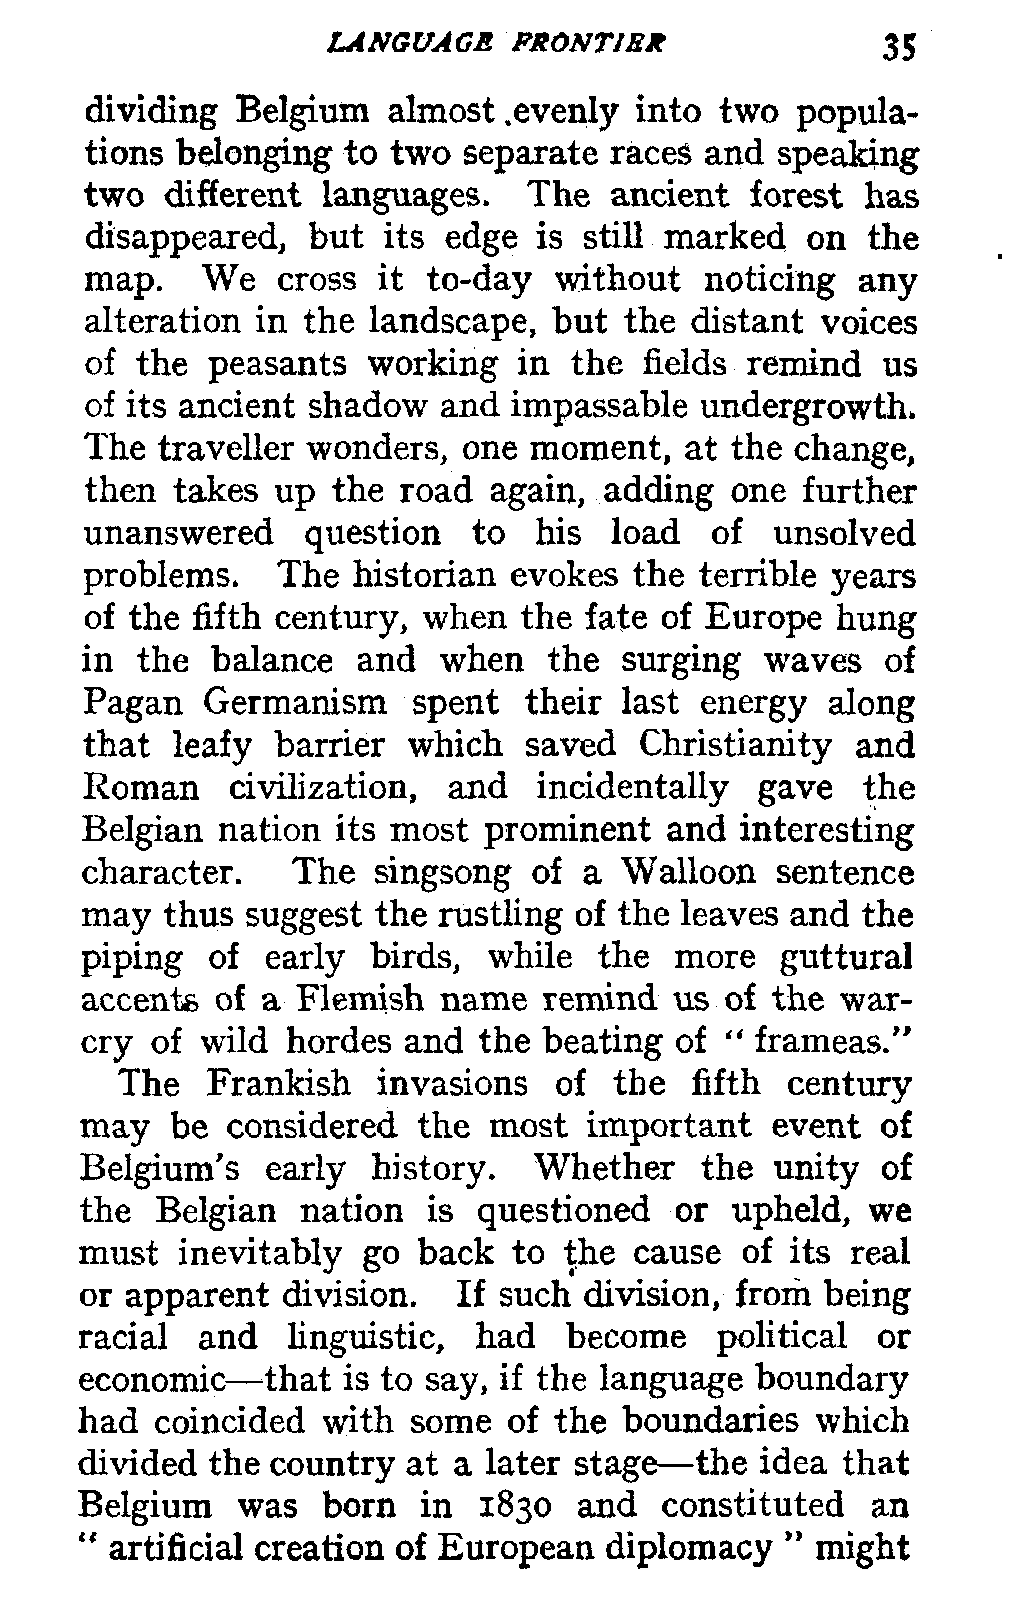 LANGUAGE FRONTIER 35
dividing Belgium almost evenly into two popula-
tions belonging to two separate races and speaking
two different languages. The ancient forest has
disappeared, but its edge is still marked on the
map. We cross it to-day without noticing any
alteration in the landscape, but the distant voices
of the peasants working in the fields remind us
of its ancient shadow and impassable undergrowth.
The traveller wonders, one moment, at the change,
then takes up the road again, adding one further
unanswered question to his load of unsolved
problems. The historian evokes the terrible years
of the fifth century, when the fate of Europe hung
in the balance and when the surging waves of
Pagan Germanism spent their last energy along
that leafy barrier which saved Christianity and
Roman civilization, and incidentally gave the
Belgian nation its most prominent and interesting
character. The singsong of a Walloon sentence
may thus suggest the rustling of the leaves and the
piping of early birds, while the more guttural
accents of a Flemish name remind us of the war-
cry of wild hordes and the beating of " frameas."
The Frankish invasions of the fifth century
may be considered the most important event of
Belgium's early history. Whether the unity of
the Belgian nation is questioned or upheld, we
must inevitably go back to the cause of its real
or apparent division. If such division, from being
racial and linguistic, had become political or
economic—that is to say, if the language boundary
had coincided with some of the boundaries which
divided the country at a later stage—the idea that
Belgium was born in 1830 and constituted an
" artificial creation of European diplomacy " might